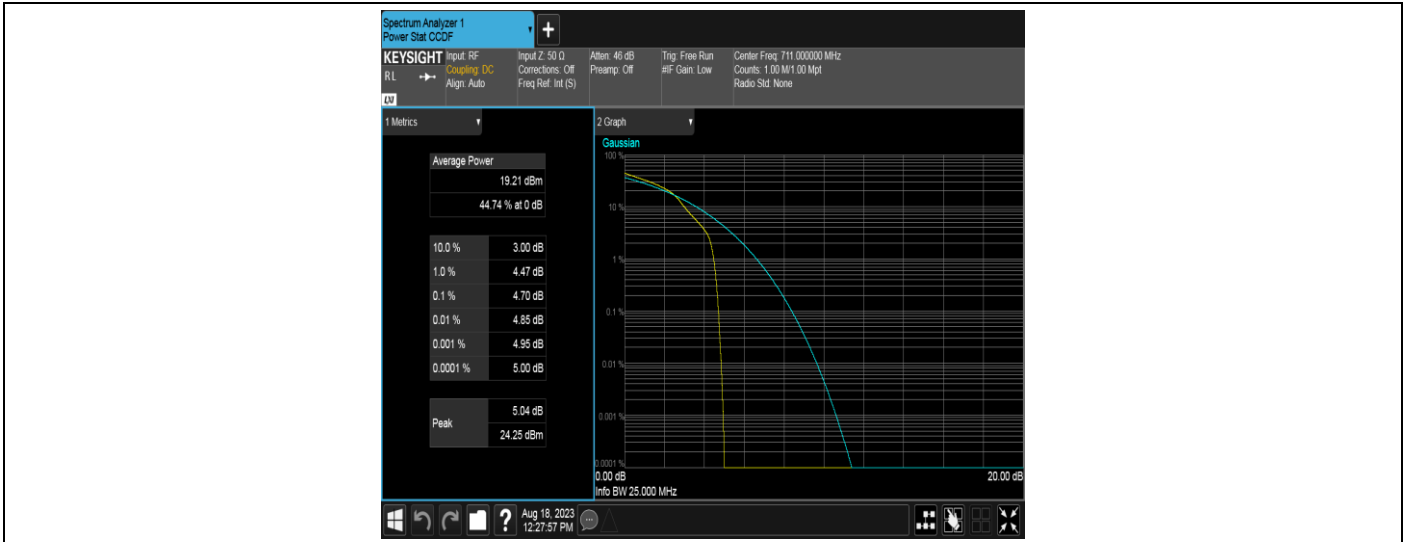 Spectrum Analyzer 1
Power Stat CCDF
KEYSIGHT
Input: RF
Coupling: DC
Align: Auto
Input Z: 50 Ω
Corrections: Off
Freq Ref: Int (S)
Atten: 46 dB
Preamp: Off
Trig: Free Run
#IF Gain: Low
Center Freq: 711.000000 MHz
Counts: 1.00 M/1.00 Mpt
Radio Std: None
RL
LXI
1 Metrics
Average Power
19.21 dBm
44.74 % at 0 dB
10.0 % 3.00 dB
1.0 % 4.47 dB
0.1 % 4.70 dB
0.01 % 4.85 dB
0.001 % 4.95 dB
0.0001 % 5.00 dB
Peak
5.04 dB
24.25 dBm
2 Graph
Gaussian
100 %
10 %
1 %
0.1 %
0.01 %
0.001 %
0.0001 %
0.00 dB 20.00 dB
Info BW 25.000 MHz
?
Aug 18, 2023
12:27:57 PM